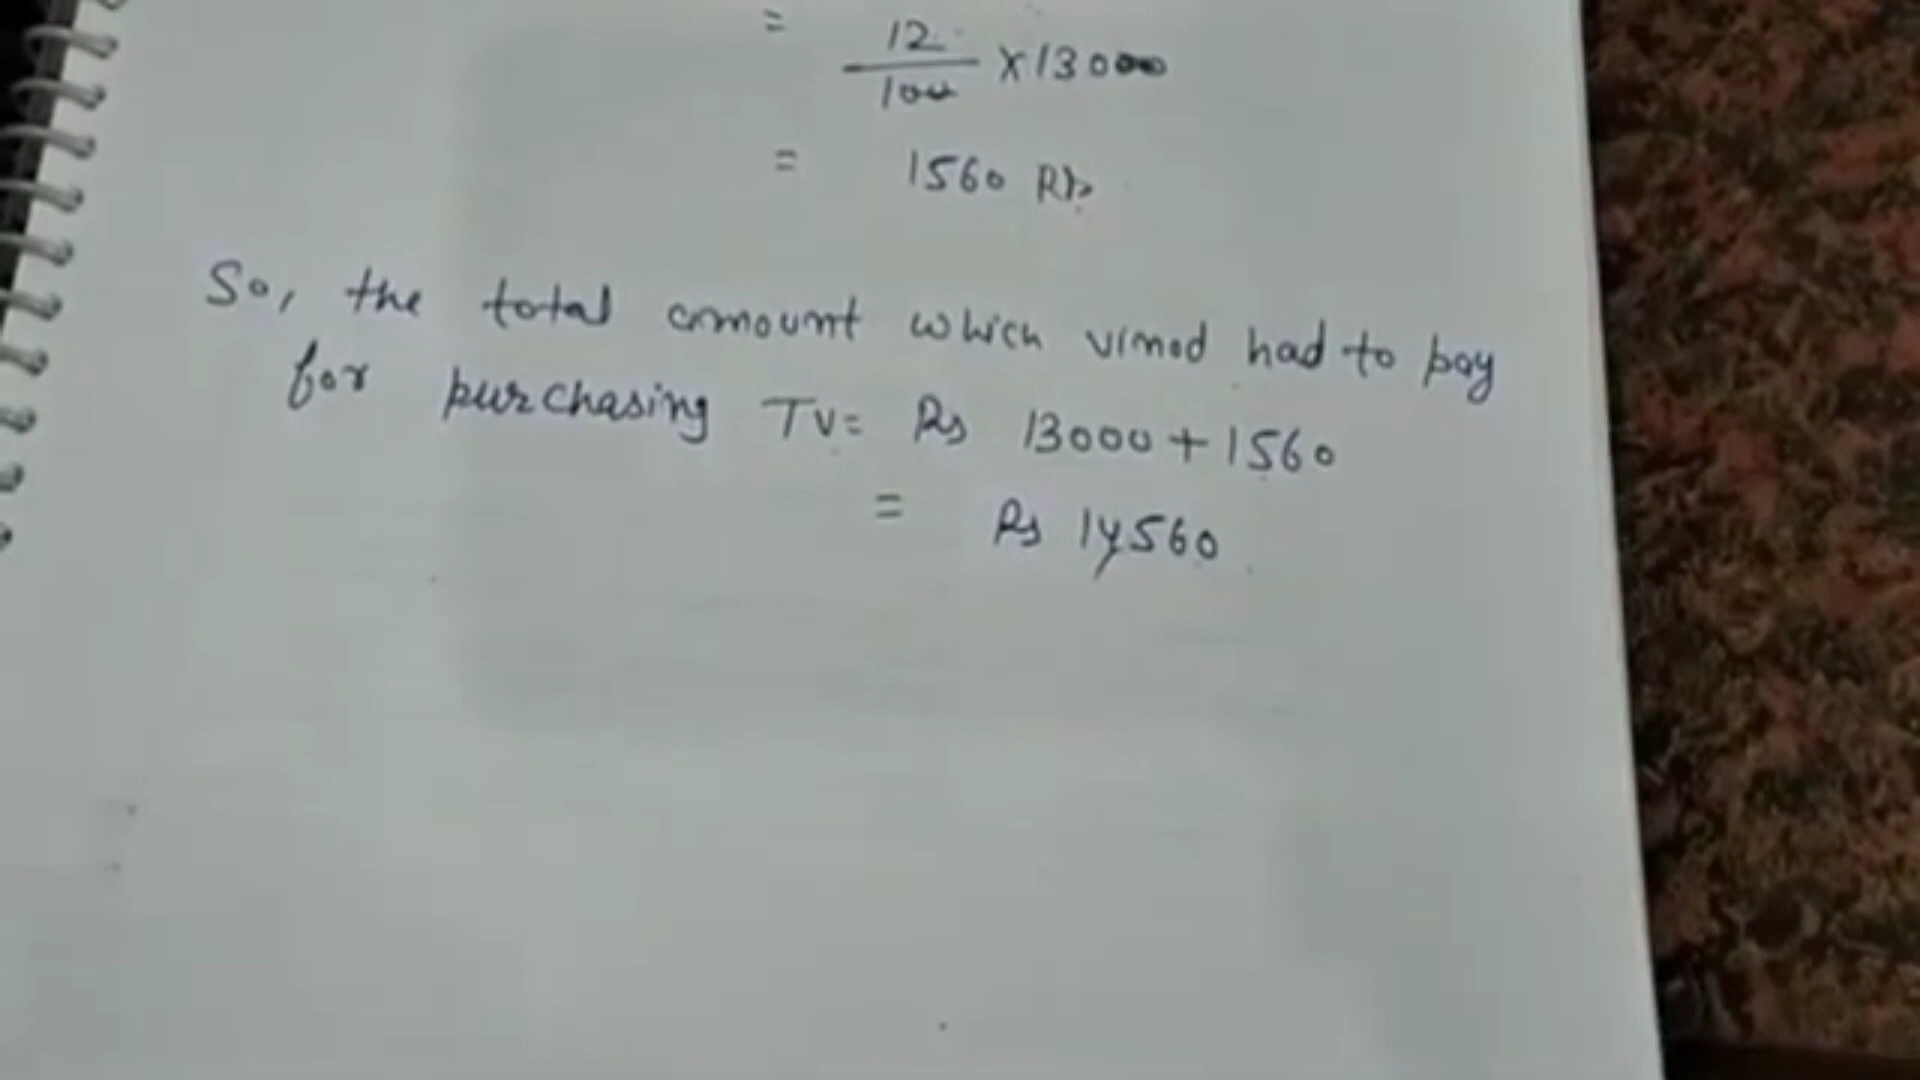 = 12/100 X 13000
= 1560 Rs
So, the total amount which vimod had to pay
for purchasing TV= Rs 13000+1560
= Rs 14560